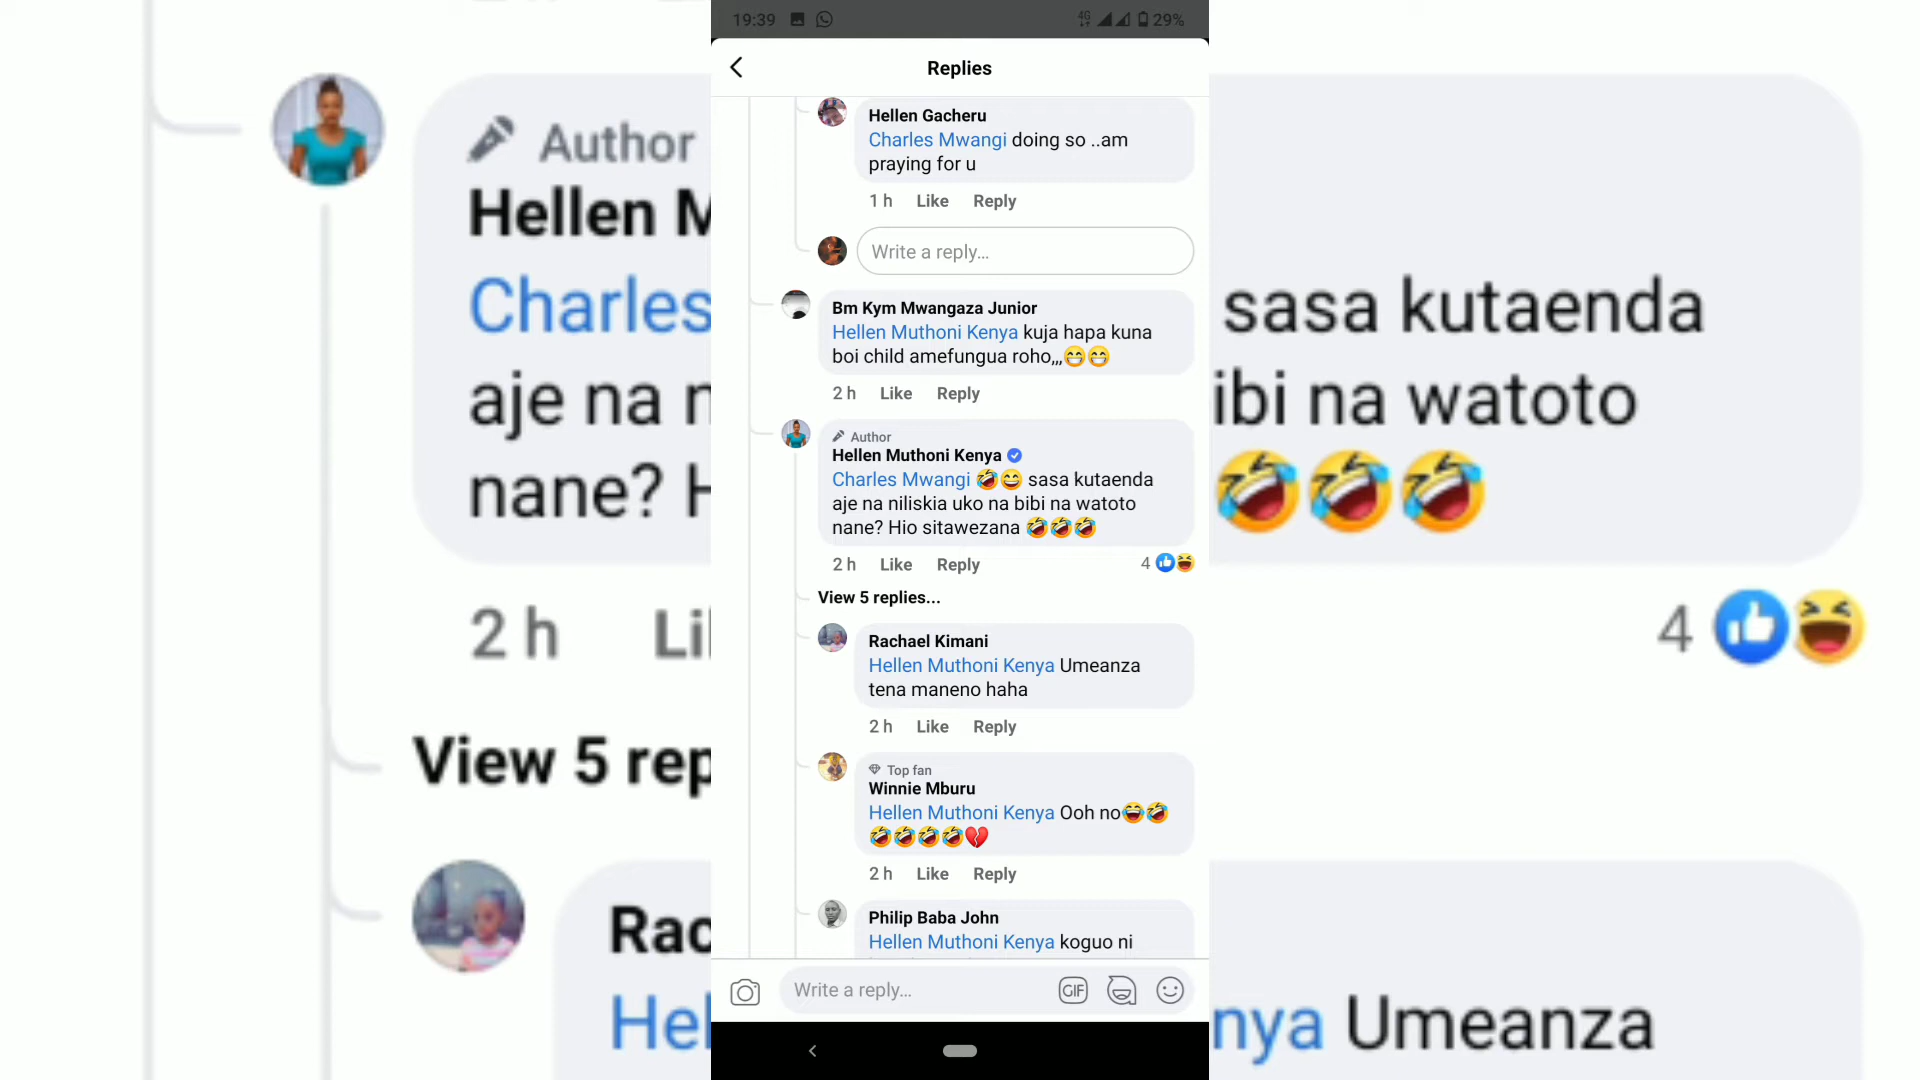 19:39
4G
29%
Replies
Hellen Gacheru
Charles Mwangi doing so ..am
praying for u
1 h Like Reply
Write a reply...
Bm Kym Mwangaza Junior
Hellen Muthoni Kenya kuja hapa kuna
boi child amefungua roho,,,😁😁
2 h Like Reply
Author
Hellen Muthoni Kenya
Charles Mwangi 🤣😅 sasa kutaenda
aje na niliskia uko na bibi na watoto
nane? Hio sitawezana 🤣🤣🤣
2 h Like Reply 4
View 5 replies...
Rachael Kimani
Hellen Muthoni Kenya Umeanza
tena maneno haha
2 h Like Reply
Top fan
Winnie Mburu
Hellen Muthoni Kenya Ooh no😂🤣
🤣🤣🤣🤣💔
2 h Like Reply
Philip Baba John
Hellen Muthoni Kenya koguo ni
Write a reply...
GIF
Author
Hellen M
Charles sasa kutaenda
aje na n ibi na watoto
nane? H 🤣🤣🤣
2 h Li 4
View 5 rep
Rac
Hel nya Umeanza